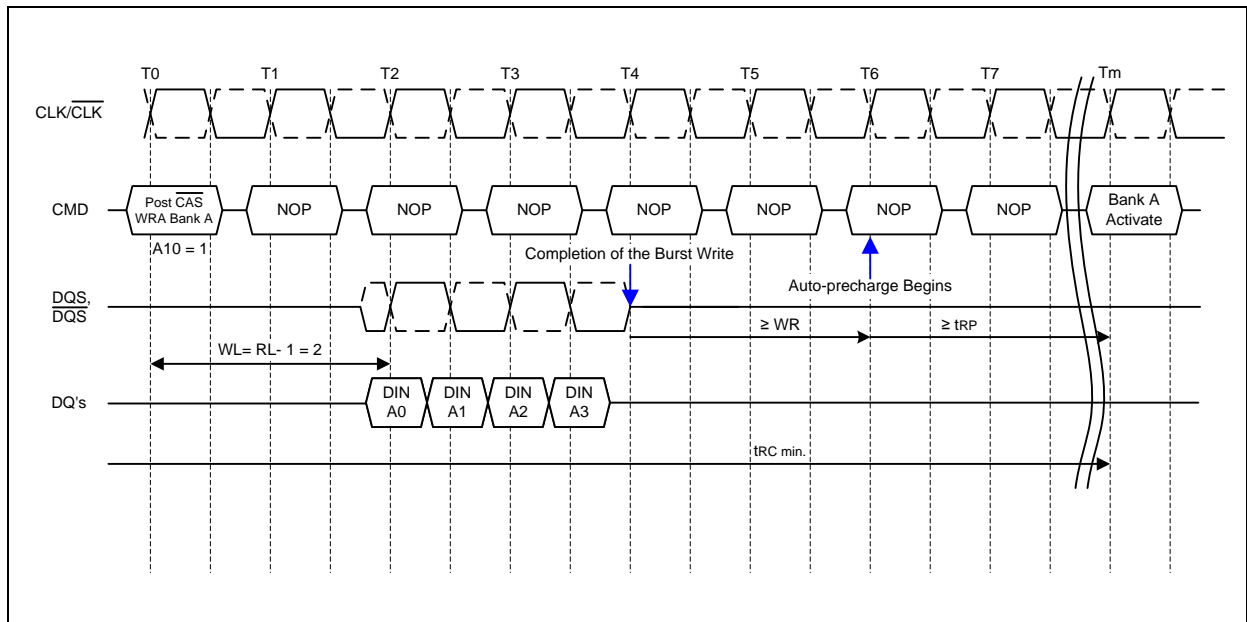 T0 T1 T2 T3 T4 T5 T6 T7 Tm
CLK/CLK
CMD
Post CAS
WRA Bank A
NOP NOP NOP NOP NOP NOP NOP
Bank A
Activate
A10 = 1
Completion of the Burst Write
Auto-precharge Begins
DQS,
DQS
≥ WR
≥ tRP
WL= RL- 1 = 2
DQ's
DIN
A0
DIN
A1
DIN
A2
DIN
A3
tRC min.